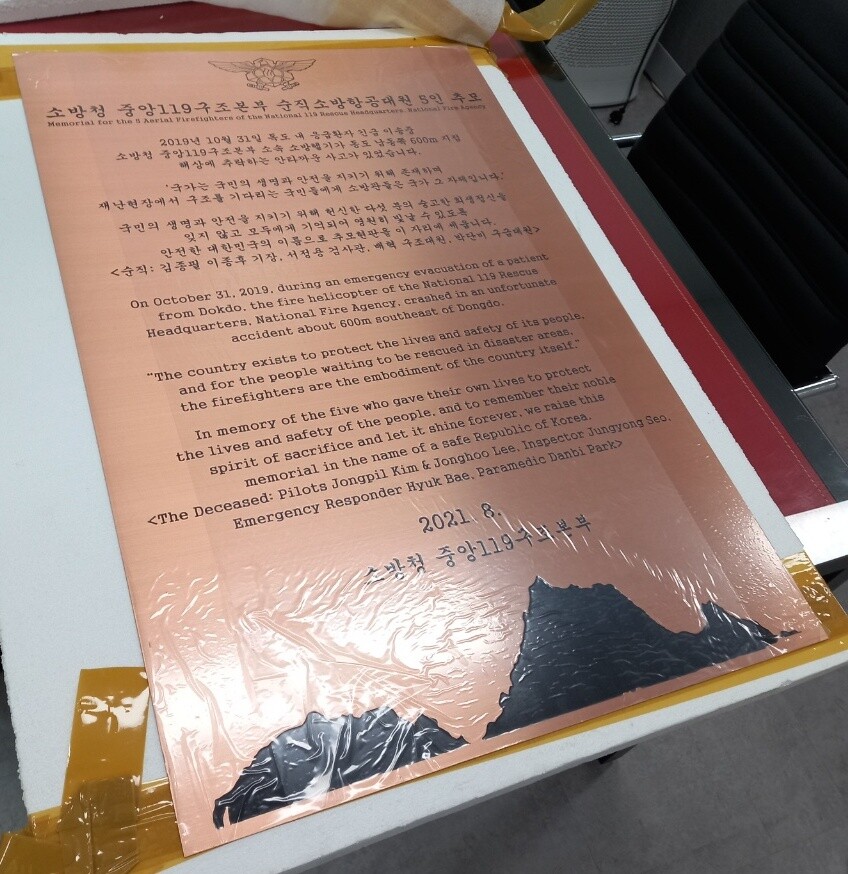 소방청 중앙119구조본부 순직소방항공대원 5인 추모
Memorial for the 5 Aerial Firefighters of the National 119 Rescue Headquarters, National Fire Agency
2019년 10월 31일 독도 내 응급환자 긴급 이송중
소방청 중앙119구조본부 소속 소방헬기가 동도 남동쪽 600m 지점
해상에 추락하는 안타까운 사고가 있었습니다.
'국가는 국민의 생명과 안전을 지키기 위해 존재하며
재난현장에서 구조를 기다리는 국민들에게 소방관들은 국가 그 자체입니다.'
국민의 생명과 안전을 지키기 위해 헌신한 다섯 분의 숭고한 희생정신을
잊지 않고 모두에게 기억되어 영원히 빛날 수 있도록
안전한 대한민국의 이름으로 추모현판을 이 자리에 세웁니다.
<순직: 김종필 이종후 기장, 서정용 검사관, 배혁 구조대원, 박단비 구급대원>
On October 31, 2019, during an emergency evacuation of a patient
from Dokdo, the fire helicopter of the National 119 Rescue
Headquarters, National Fire Agency, crashed in an unfortunate
accident about 600m southeast of Dongdo.
"The country exists to protect the lives and safety of its people,
and for the people waiting to be rescued in disaster areas,
the firefighters are the embodiment of the country itself."
In memory of the five who gave their own lives to protect
the lives and safety of the people, and to remember their noble
spirit of sacrifice and let it shine forever, we raise this
memorial in the name of a safe Republic of Korea.
<The Deceased: Pilots Jongpil Kim & Jonghoo Lee, Inspector Jungyong Seo,
Emergency Responder Hyuk Bae, Paramedic Danbi Park>
2021. 8.
소방청 중앙119구조본부